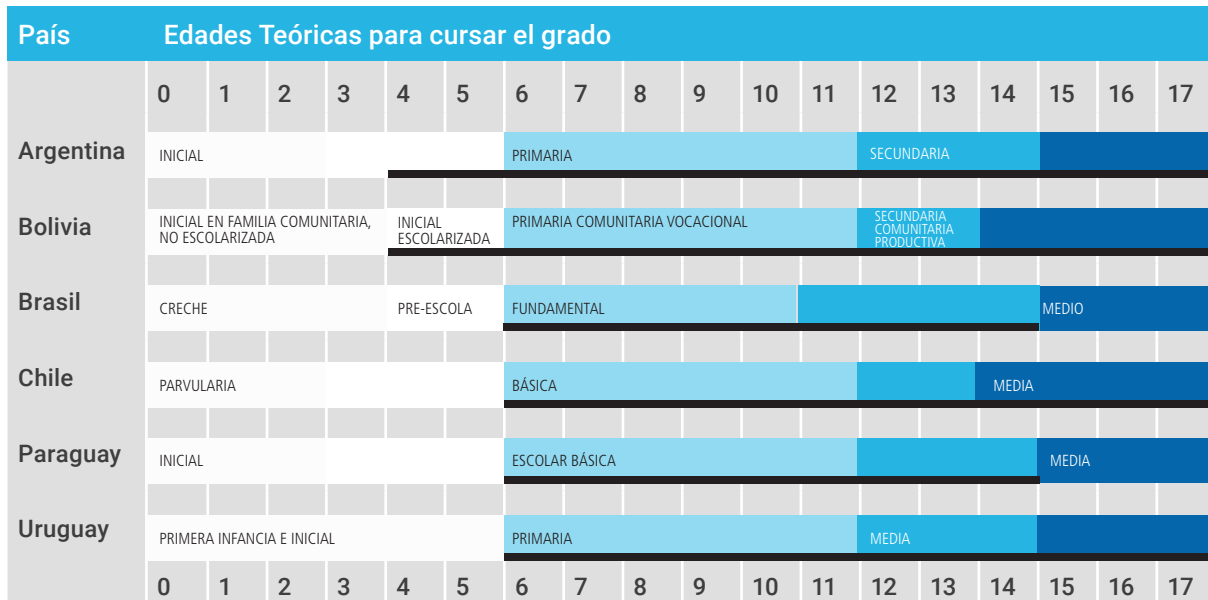 País Edades Teóricas para cursar el grado
0 1 2 3 4 5 6 7 8 9 10 11 12 13 14 15 16 17
Argentina INICIAL PRIMARIA SECUNDARIA
Bolivia INICIAL EN FAMILIA COMUNITARIA, NO ESCOLARIZADA INICIAL ESCOLARIZADA PRIMARIA COMUNITARIA VOCACIONAL SECUNDARIA COMUNITARIA PRODUCTIVA
Brasil CRECHE PRE-ESCOLA FUNDAMENTAL MEDIO
Chile PARVULARIA BÁSICA MEDIA
Paraguay INICIAL ESCOLAR BÁSICA MEDIA
Uruguay PRIMERA INFANCIA E INICIAL PRIMARIA MEDIA
0 1 2 3 4 5 6 7 8 9 10 11 12 13 14 15 16 17